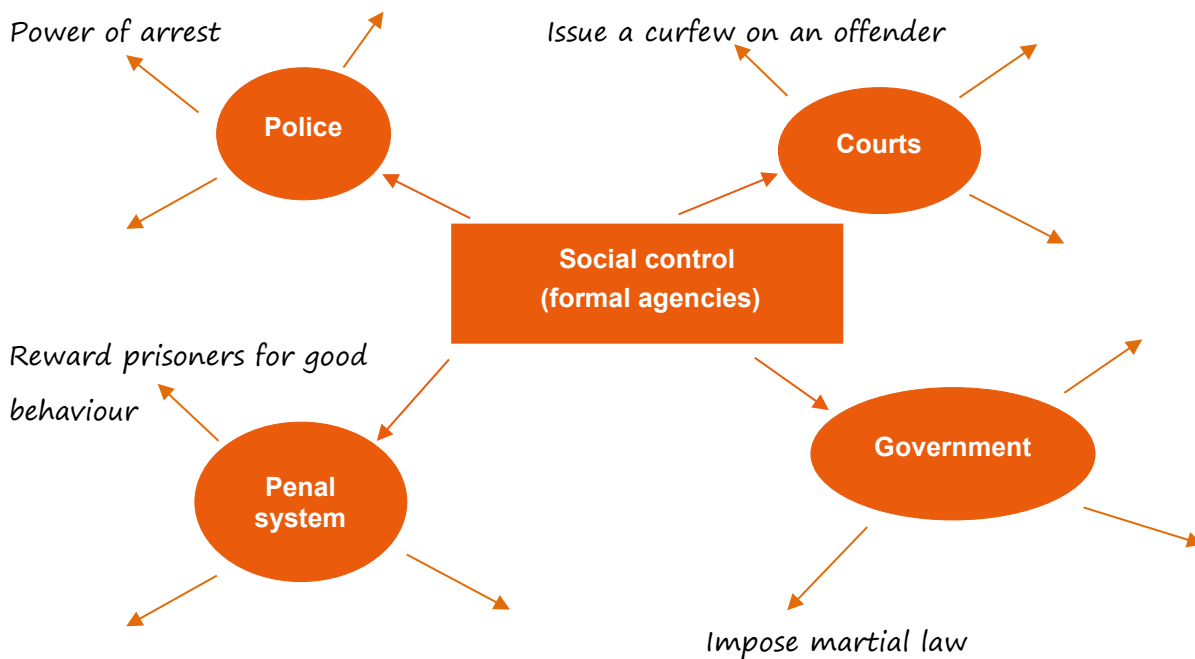 Power of arrest
Issue a curfew on an offender
Police
Courts
Social control
(formal agencies)
Reward prisoners for good
behaviour
Government
Penal
system
Impose martial law